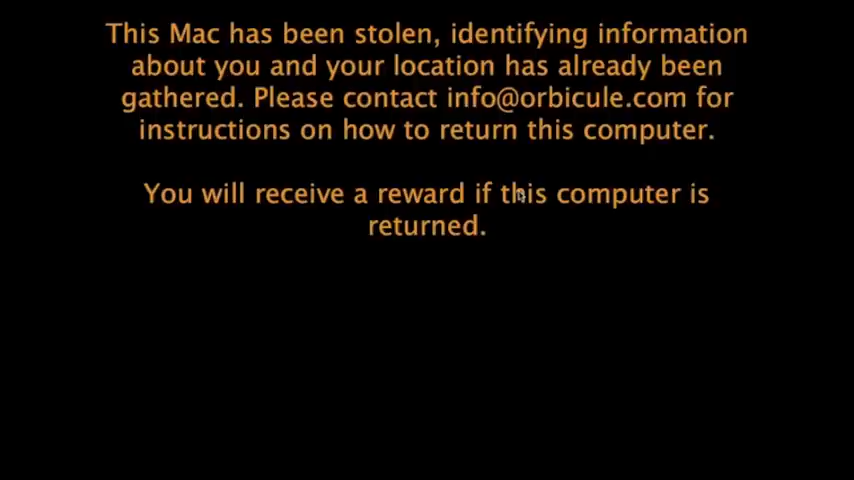 This Mac has been stolen, identifying information
about you and your location has already been
gathered. Please contact info@orbicule.com for
instructions on how to return this computer.
You will receive a reward if this computer is
returned.